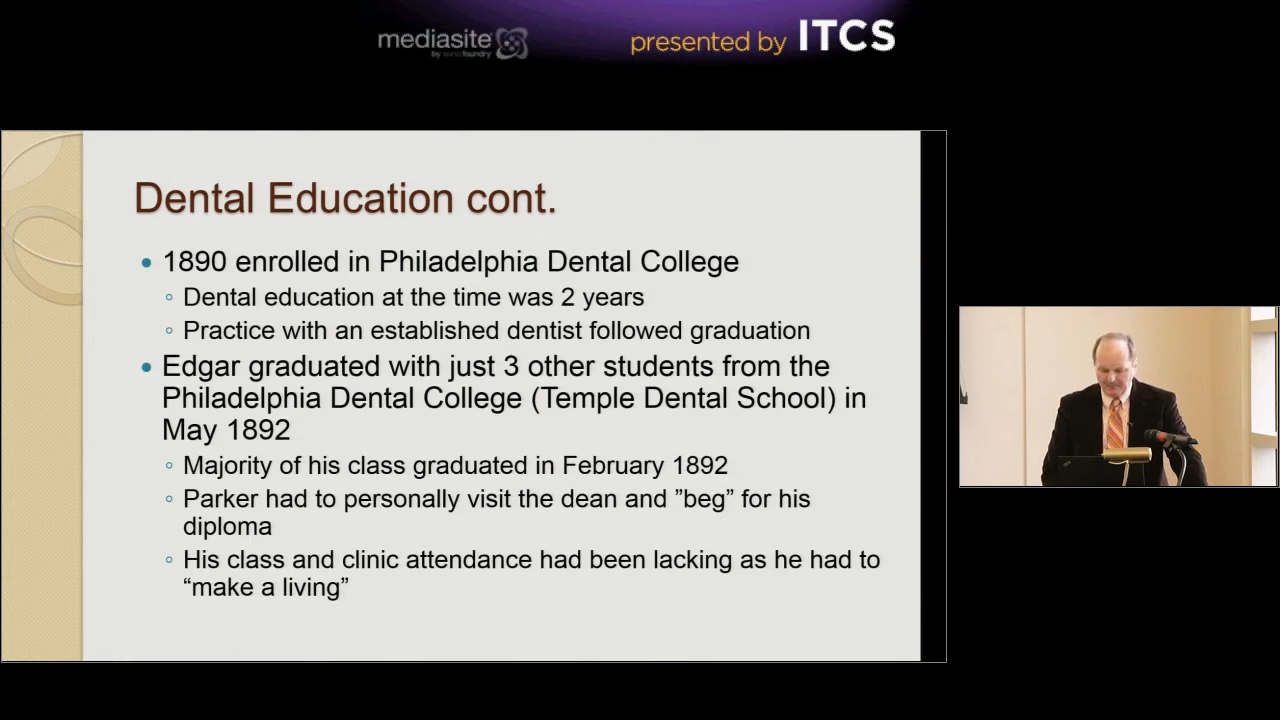 mediasite
by sonicfoundry
presented by ITCS
Dental Education cont.
• 1890 enrolled in Philadelphia Dental College
◦ Dental education at the time was 2 years
◦ Practice with an established dentist followed graduation
• Edgar graduated with just 3 other students from the
Philadelphia Dental College (Temple Dental School) in
May 1892
◦ Majority of his class graduated in February 1892
◦ Parker had to personally visit the dean and ”beg” for his
diploma
◦ His class and clinic attendance had been lacking as he had to
“make a living”